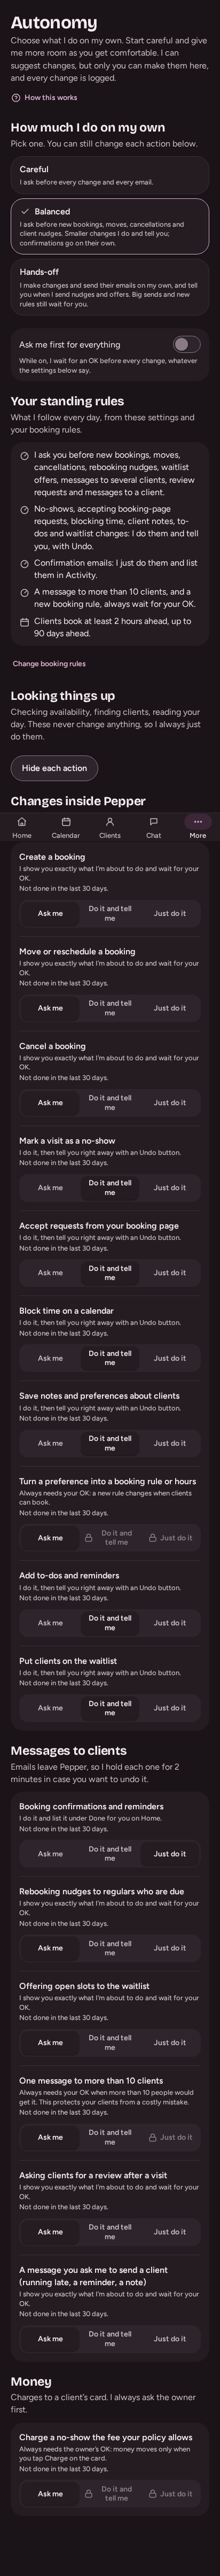 Autonomy
Choose what I do on my own. Start careful and give
me more room as you get comfortable. I can
suggest changes, but only you can make them here,
and every change is logged.
How this works
How much I do on my own
Pick one. You can still change each action below.
Careful
I ask before every change and every email.
Balanced
I ask before new bookings, moves, cancellations and
client nudges. Smaller changes I do and tell you;
confirmations go on their own.
Hands-off
I make changes and send their emails on my own, and tell
you when I send nudges and offers. Big sends and new
rules still wait for you.
Ask me first for everything
While on, I wait for an OK before every change, whatever
the settings below say.
Your standing rules
What I follow every day, from these settings and
your booking rules.
I ask you before new bookings, moves,
cancellations, rebooking nudges, waitlist
offers, messages to several clients, review
requests and messages to a client.
No-shows, accepting booking-page
requests, blocking time, client notes, to-
dos and waitlist changes: I do them and tell
you, with Undo.
Confirmation emails: I just do them and list
them in Activity.
A message to more than 10 clients, and a
new booking rule, always wait for your OK.
Clients book at least 2 hours ahead, up to
90 days ahead.
Change booking rules
Looking things up
Checking availability, finding clients, reading your
day. These never change anything, so I always just
do them.
Hide each action
Changes inside Pepper
Home Calendar Clients Chat More
Create a booking
I show you exactly what I'm about to do and wait for your
OK.
Not done in the last 30 days.
Ask me Do it and tell me Just do it
Move or reschedule a booking
I show you exactly what I'm about to do and wait for your
OK.
Not done in the last 30 days.
Ask me Do it and tell me Just do it
Cancel a booking
I show you exactly what I'm about to do and wait for your
OK.
Not done in the last 30 days.
Ask me Do it and tell me Just do it
Mark a visit as a no-show
I do it, then tell you right away with an Undo button.
Not done in the last 30 days.
Ask me Do it and tell me Just do it
Accept requests from your booking page
I do it, then tell you right away with an Undo button.
Not done in the last 30 days.
Ask me Do it and tell me Just do it
Block time on a calendar
I do it, then tell you right away with an Undo button.
Not done in the last 30 days.
Ask me Do it and tell me Just do it
Save notes and preferences about clients
I do it, then tell you right away with an Undo button.
Not done in the last 30 days.
Ask me Do it and tell me Just do it
Turn a preference into a booking rule or hours
Always needs your OK: a new rule changes when clients
can book.
Not done in the last 30 days.
Ask me Do it and tell me Just do it
Add to-dos and reminders
I do it, then tell you right away with an Undo button.
Not done in the last 30 days.
Ask me Do it and tell me Just do it
Put clients on the waitlist
I do it, then tell you right away with an Undo button.
Not done in the last 30 days.
Ask me Do it and tell me Just do it
Messages to clients
Emails leave Pepper, so I hold each one for 2
minutes in case you want to undo it.
Booking confirmations and reminders
I do it and list it under Done for you on Home.
Not done in the last 30 days.
Ask me Do it and tell me Just do it
Rebooking nudges to regulars who are due
I show you exactly what I'm about to do and wait for your
OK.
Not done in the last 30 days.
Ask me Do it and tell me Just do it
Offering open slots to the waitlist
I show you exactly what I'm about to do and wait for your
OK.
Not done in the last 30 days.
Ask me Do it and tell me Just do it
One message to more than 10 clients
Always needs your OK when more than 10 people would
get it. This protects your clients from a costly mistake.
Not done in the last 30 days.
Ask me Do it and tell me Just do it
Asking clients for a review after a visit
I show you exactly what I'm about to do and wait for your
OK.
Not done in the last 30 days.
Ask me Do it and tell me Just do it
A message you ask me to send a client
(running late, a reminder, a note)
I show you exactly what I'm about to do and wait for your
OK.
Not done in the last 30 days.
Ask me Do it and tell me Just do it
Money
Charges to a client's card. I always ask the owner
first.
Charge a no-show the fee your policy allows
Always needs the owner's OK: money moves only when
you tap Charge on the card.
Not done in the last 30 days.
Ask me Do it and tell me Just do it